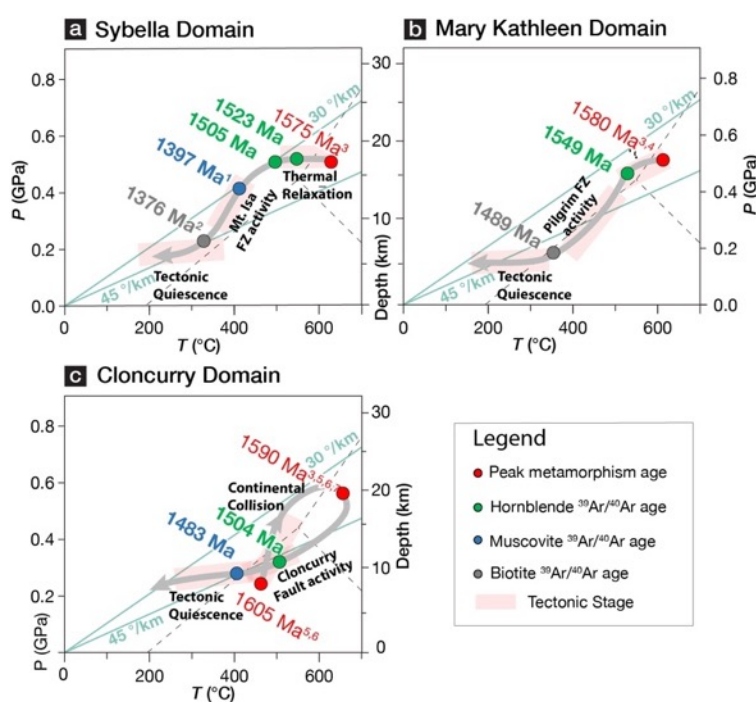 a Sybella Domain
0.8
0.6
0.4
0.2
0.0
P (GPa)
30
20
10
Depth (km)
30 °/km
1575 Ma³
1523 Ma
1505 Ma
Thermal
Relaxation
1397 Ma¹
Mt. Isa
FZ activity
1376 Ma²
Tectonic
Quiescence
45 °/km
0 200 400 600
T (°C)
b Mary Kathleen Domain
30
20
10
0
0.8
0.6
0.4
0.2
0.0
P (GPa)
30 °/km
1580 Ma³,⁴
1549 Ma
Pilgrim FZ
activity
1489 Ma
Tectonic
Quiescence
45 °/km
0 200 400 600
T (°C)
c Cloncurry Domain
0.8
0.6
0.4
0.2
0.0
P (GPa)
30
20
10
0
Depth (km)
30 °/km
1590 Ma³,⁵,⁶,
Continental
Collision
1504 Ma
1483 Ma
Cloncurry
Fault activity
Tectonic
Quiescence
1605 Ma⁵,⁶
45 °/km
0 200 400 600
T (°C)
Legend
Peak metamorphism age
Hornblende ³⁹Ar/⁴⁰Ar age
Muscovite ³⁹Ar/⁴⁰Ar age
Biotite ³⁹Ar/⁴⁰Ar age
Tectonic Stage